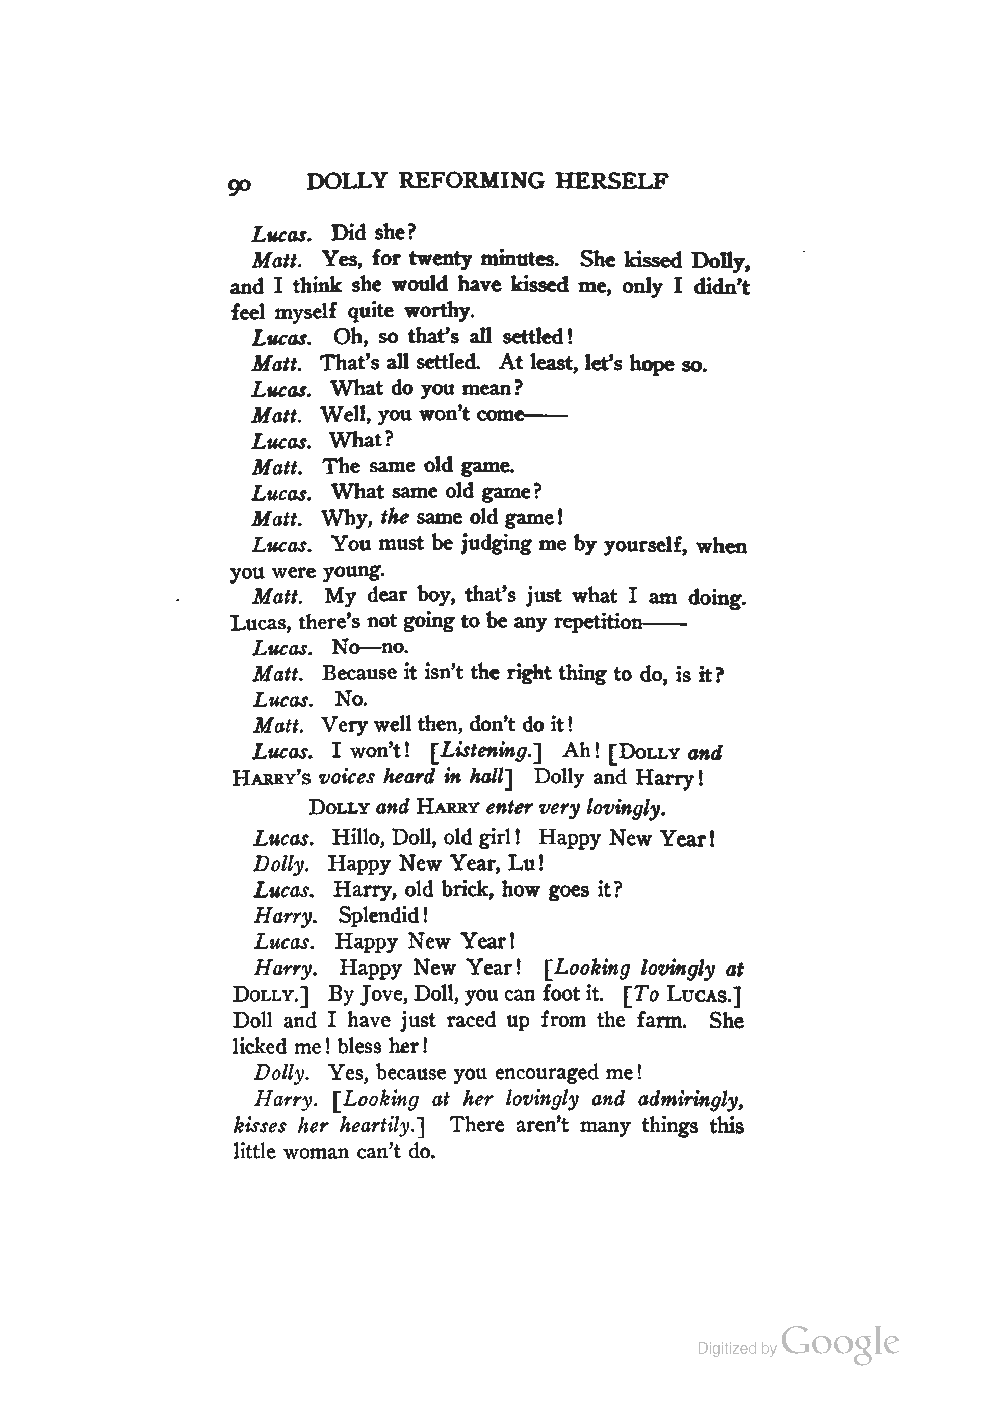 90 DOLLY REFORMING HERSELF
Lucas. Did she?
Matt. Yes, for twenty minutes. She kissed Dolly,
and I think she would have kissed me, only I didn't
feel myself quite worthy.
Lucas. Oh, so that's all settled!
Matt. That's all settled. At least, let's hope so.
Lucas. What do you mean?
Matt. Well, you won't come——
Lucas. What?
Matt. The same old game.
Lucas. What same old game?
Matt. Why, the same old game!
Lucas. You must be judging me by yourself, when
you were young.
Matt. My dear boy, that's just what I am doing.
Lucas, there's not going to be any repetition——
Lucas. No—no.
Matt. Because it isn't the right thing to do, is it?
Lucas. No.
Matt. Very well then, don't do it!
Lucas. I won't! [Listening.] Ah! [DOLLY and
HARRY'S voices heard in hall] Dolly and Harry!
DOLLY and HARRY enter very lovingly.
Lucas. Hillo, Doll, old girl! Happy New Year!
Dolly. Happy New Year, Lu!
Lucas. Harry, old brick, how goes it?
Harry. Splendid!
Lucas. Happy New Year!
Harry. Happy New Year! [Looking lovingly at
DOLLY.] By Jove, Doll, you can foot it. [To LUCAS.]
Doll and I have just raced up from the farm. She
licked me! bless her!
Dolly. Yes, because you encouraged me!
Harry. [Looking at her lovingly and admiringly,
kisses her heartily.] There aren't many things this
little woman can't do.
Digitized by Google